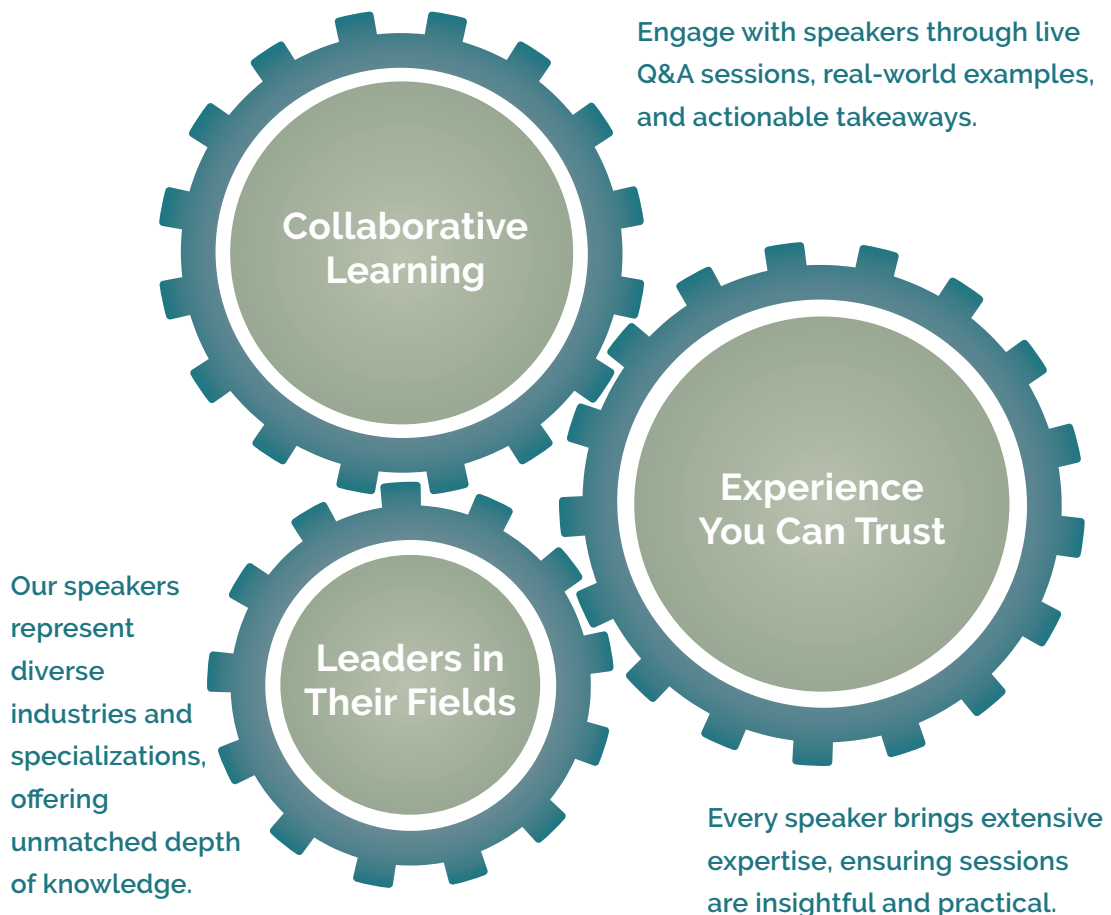 Engage with speakers through live
Q&A sessions, real-world examples,
and actionable takeaways.
Collaborative
Learning
Experience
You Can Trust
Our speakers
represent
diverse
industries and
specializations,
offering
unmatched depth
of knowledge.
Leaders in
Their Fields
Every speaker brings extensive
expertise, ensuring sessions
are insightful and practical.